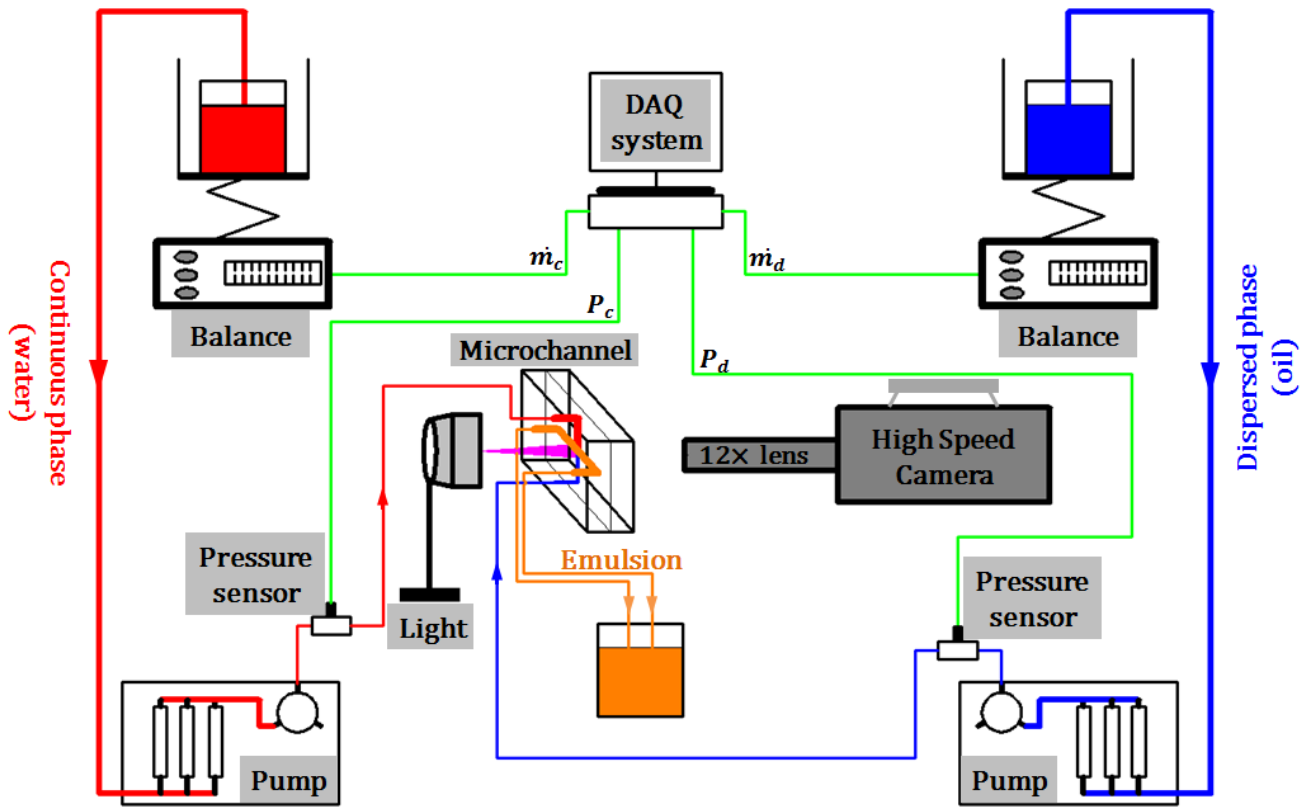 DAQ
system
ṁc
ṁd
Pc
Pd
Balance
Balance
Continuous phase
(water)
Dispersed phase
(oil)
Microchannel
12× lens
High Speed
Camera
Pressure
sensor
Light
Emulsion
Pressure
sensor
Pump
Pump